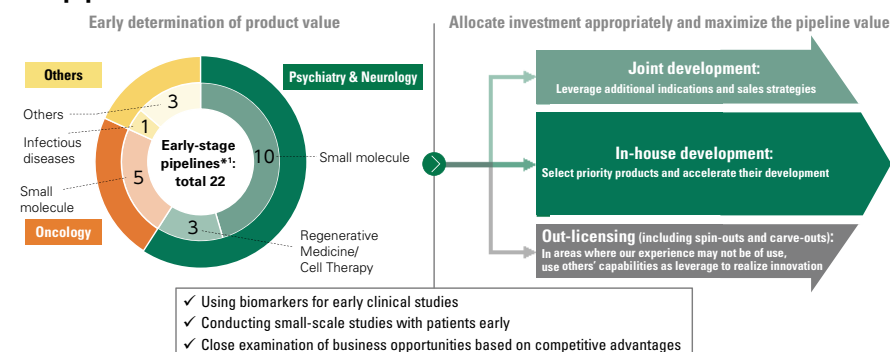 Early determination of product value
Allocate investment appropriately and maximize the pipeline value
Others
Psychiatry & Neurology
Others
Infectious
diseases
Small
molecule
Oncology
3
1
5
10
3
Early-stage
pipelines*1:
total 22
Small molecule
Regenerative
Medicine/
Cell Therapy
Joint development:
Leverage additional indications and sales strategies
In-house development:
Select priority products and accelerate their development
Out-licensing (including spin-outs and carve-outs):
In areas where our experience may not be of use,
use others' capabilities as leverage to realize innovation
✓ Using biomarkers for early clinical studies
✓ Conducting small-scale studies with patients early
✓ Close examination of business opportunities based on competitive advantages